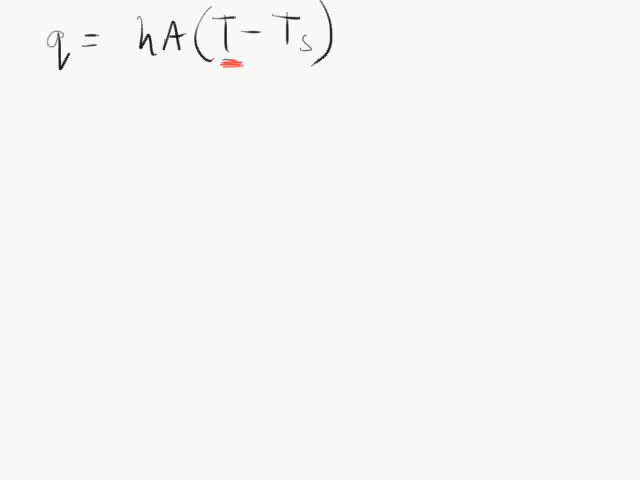 q = hA(T - Ts)